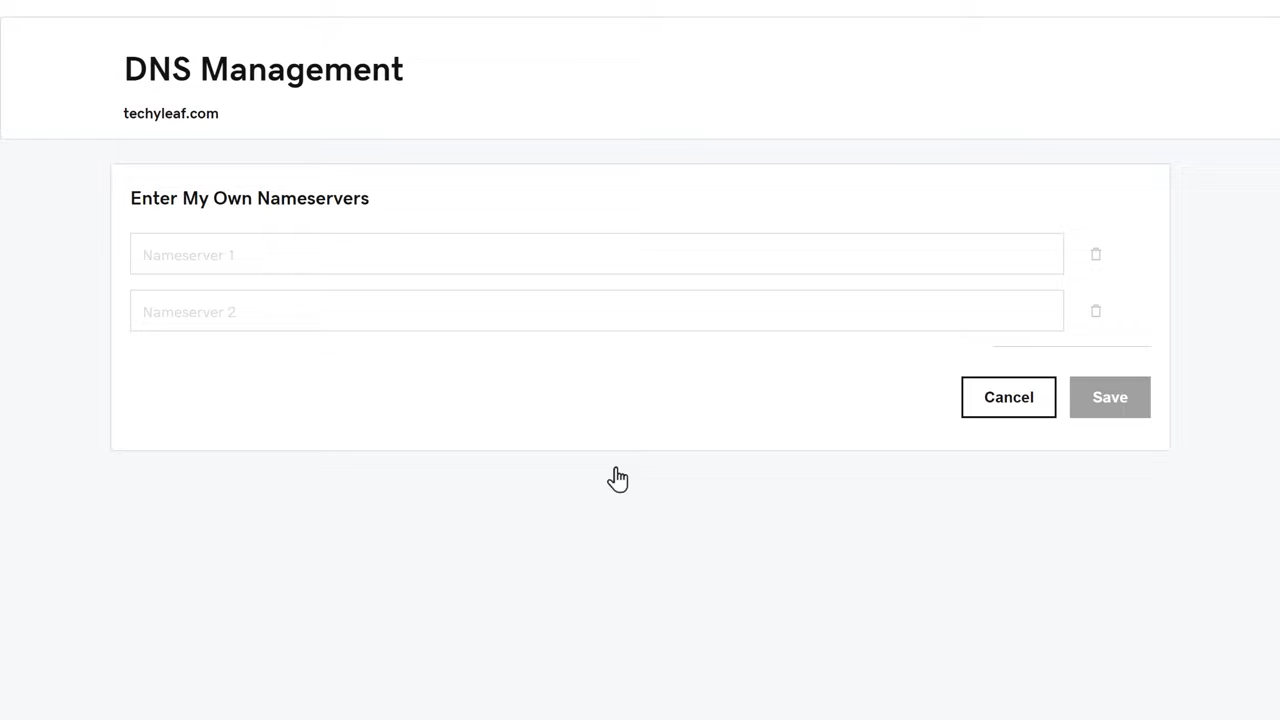 DNS Management
techyleaf.com
Enter My Own Nameservers
Nameserver 1
Nameserver 2
Cancel
Save